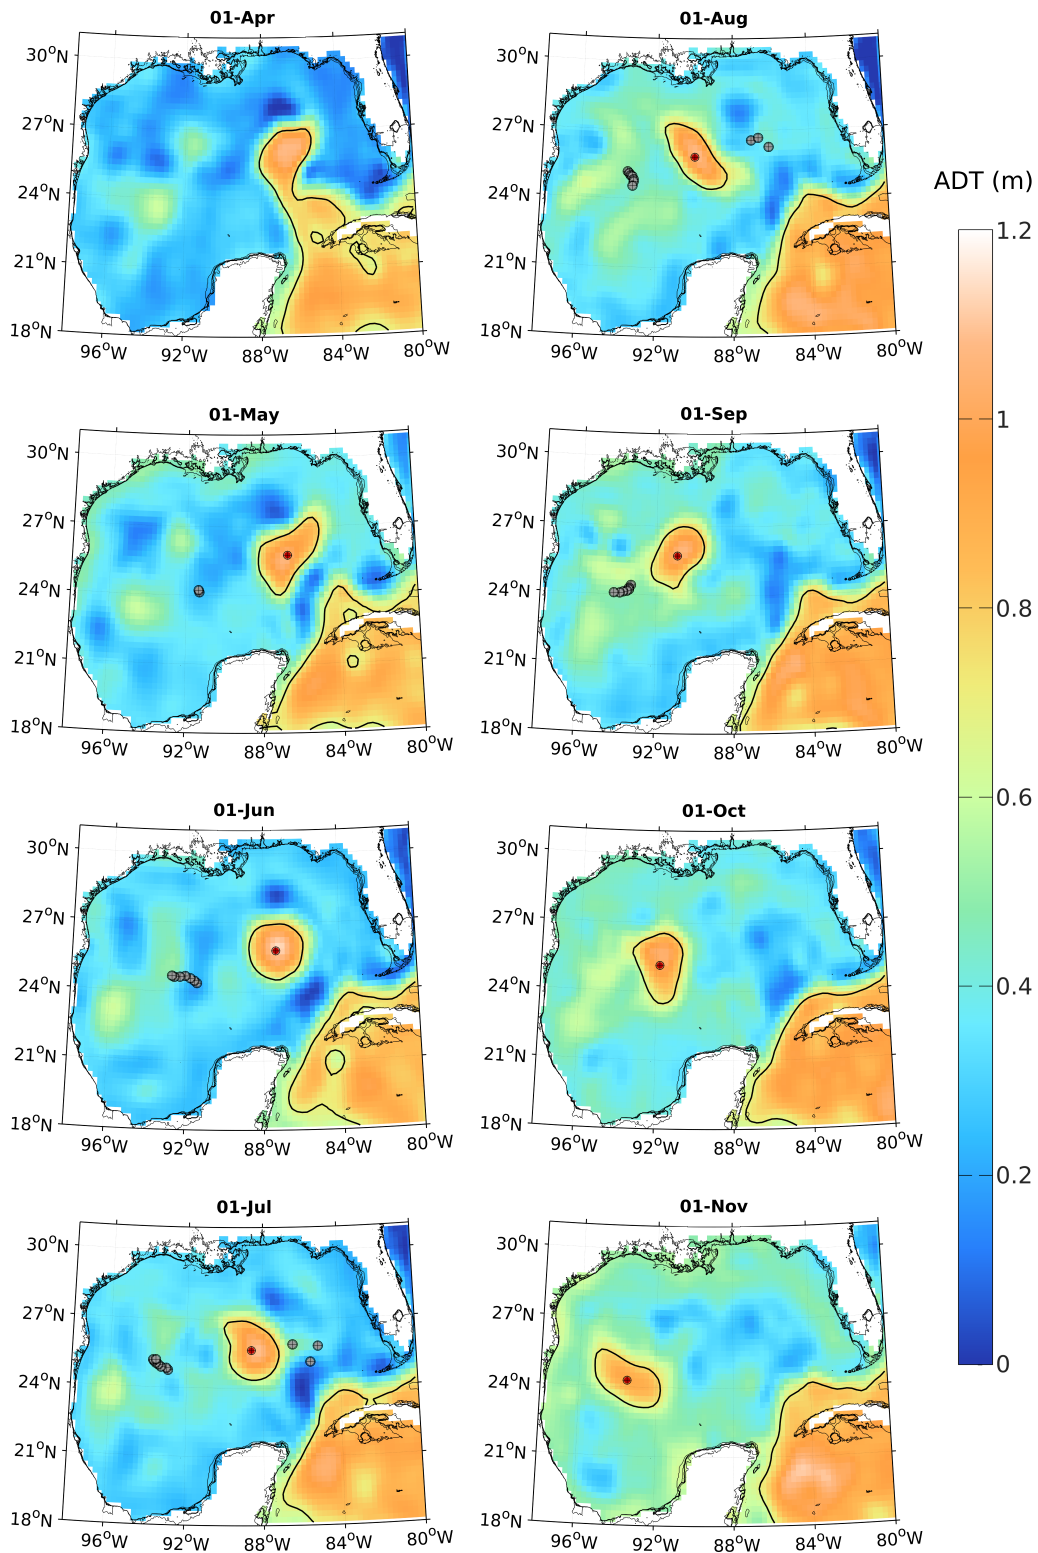 01-Apr
30°N
27°N
24°N
21°N
18°N
96°W
92°W
88°W
84°W
80°W
01-Aug
30°N
27°N
24°N
21°N
18°N
96°W
92°W
88°W
84°W
80°W
01-May
30°N
27°N
24°N
21°N
18°N
96°W
92°W
88°W
84°W
80°W
01-Sep
30°N
27°N
24°N
21°N
18°N
96°W
92°W
88°W
84°W
80°W
01-Jun
30°N
27°N
24°N
21°N
18°N
96°W
92°W
88°W
84°W
80°W
01-Oct
30°N
27°N
24°N
21°N
18°N
96°W
92°W
88°W
84°W
80°W
01-Jul
30°N
27°N
24°N
21°N
18°N
96°W
92°W
88°W
84°W
80°W
01-Nov
30°N
27°N
24°N
21°N
18°N
96°W
92°W
88°W
84°W
80°W
ADT (m)
1.2
1
0.8
0.6
0.4
0.2
0